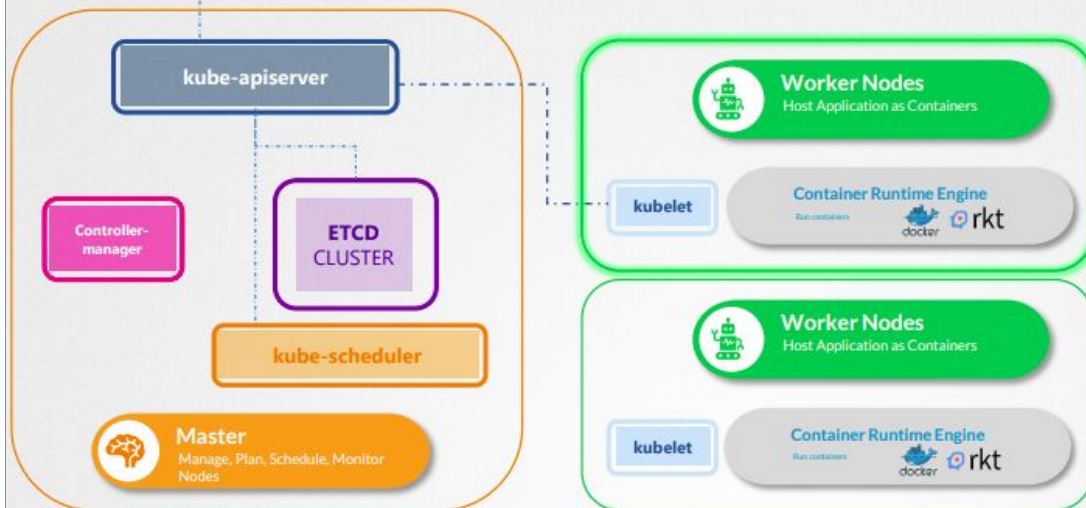 kube-apiserver
Controller-
manager
ETCD
CLUSTER
kube-scheduler
Master
Manage, Plan, Schedule, Monitor
Nodes
Worker Nodes
Host Application as Containers
kubelet
Container Runtime Engine
Run containers
docker
rkt
Worker Nodes
Host Application as Containers
kubelet
Container Runtime Engine
Run containers
docker
rkt